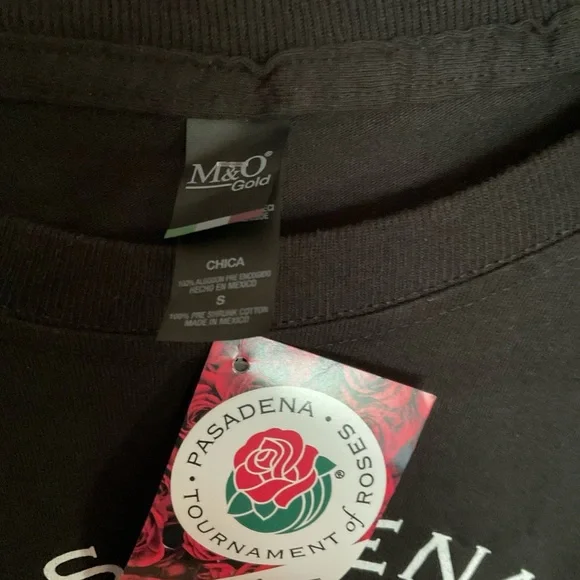 M&O®
Gold
CHICA
100% ALGODON PRE ENCOGIDO
HECHO EN MEXICO
S
100% PRE SHRUNK COTTON
MADE IN MEXICO
• PASADENA •
TOURNAMENT of ROSES
®
S
ENA